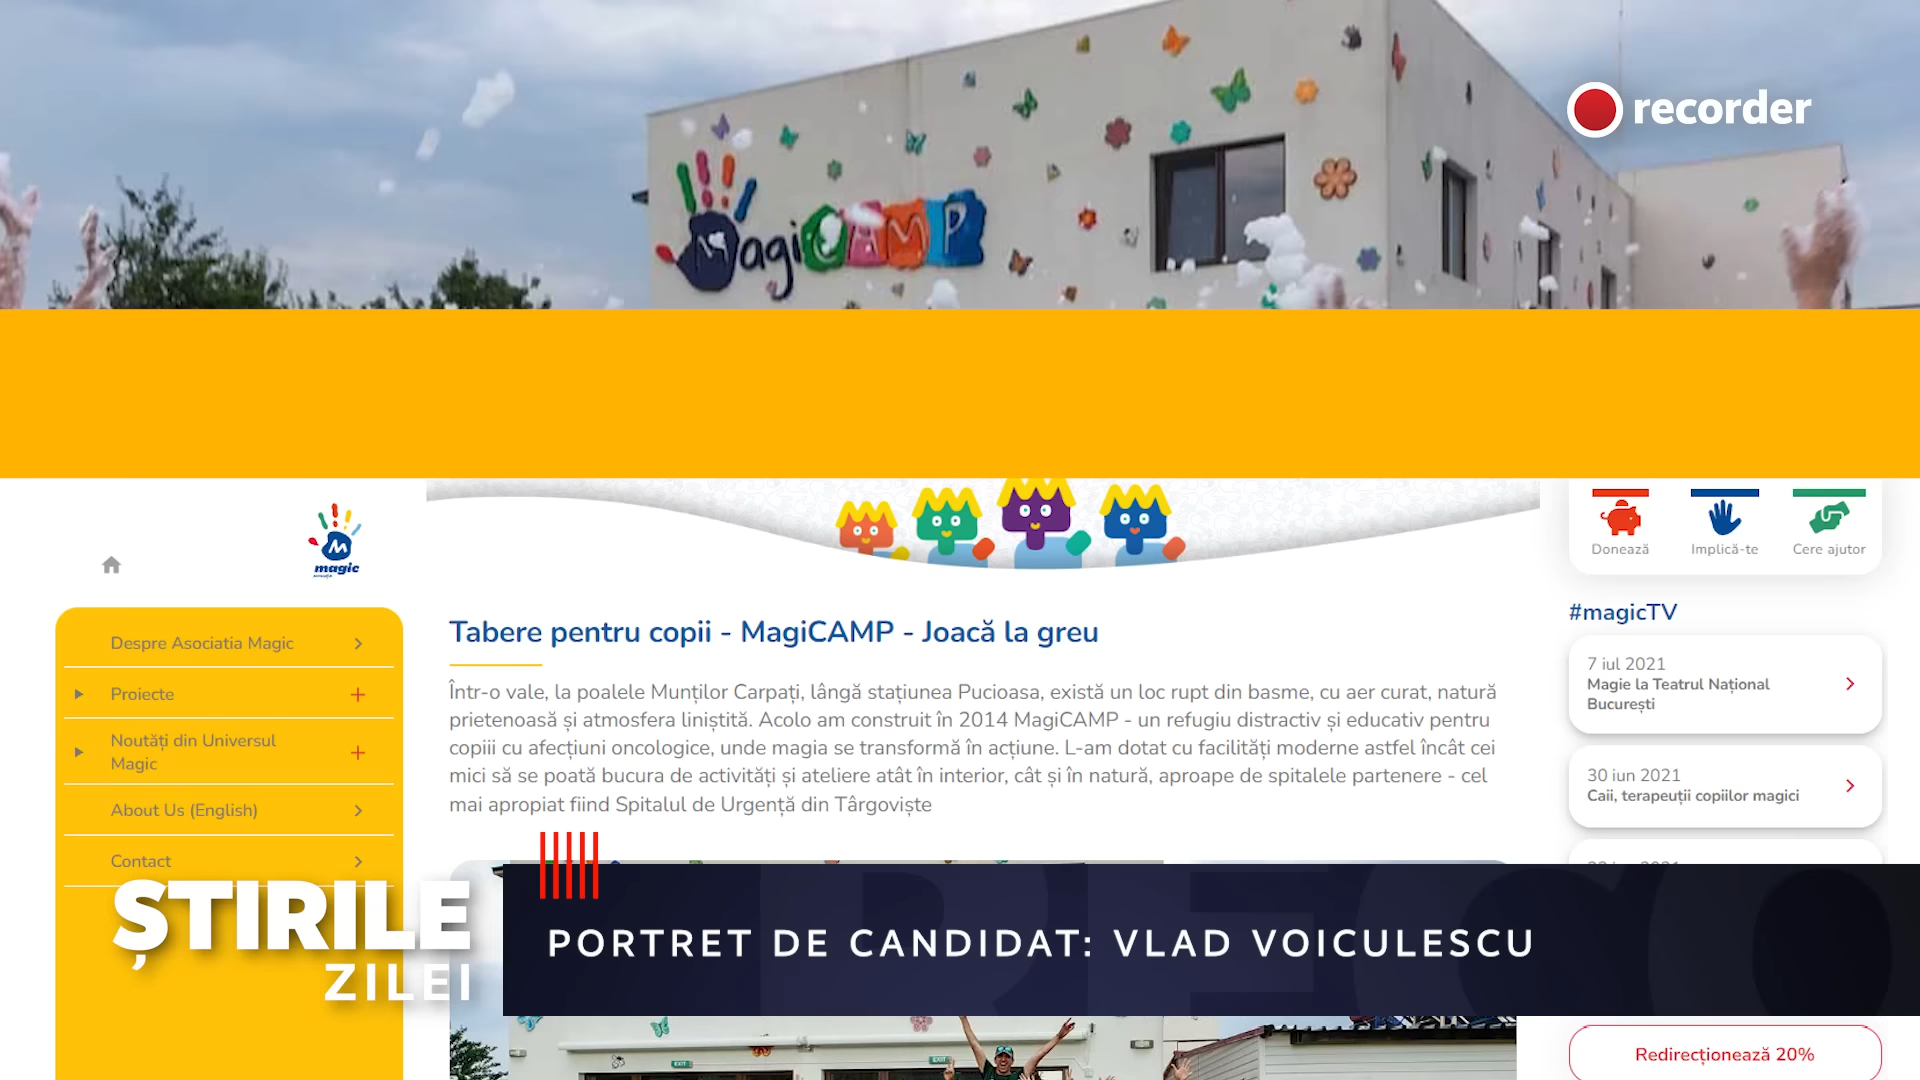 recorder
MagiCAMP
magic
Donează
Implică-te
Cere ajutor
Despre Asociatia Magic
Proiecte
Noutăți din Universul
Magic
About Us (English)
Contact
Tabere pentru copii - MagiCAMP - Joacă la greu
Într-o vale, la poalele Munților Carpați, lângă stațiunea Pucioasa, există un loc rupt din basme, cu aer curat, natură
prietenoasă și atmosfera liniștită. Acolo am construit în 2014 MagiCAMP - un refugiu distractiv și educativ pentru
copiii cu afecțiuni oncologice, unde magia se transformă în acțiune. L-am dotat cu facilități moderne astfel încât cei
mici să se poată bucura de activități și ateliere atât în interior, cât și în natură, aproape de spitalele partenere - cel
mai apropiat fiind Spitalul de Urgență din Târgoviște
#magicTV
7 iul 2021
Magie la Teatrul Național
București
30 iun 2021
Caii, terapeuții copiilor magici
ȘTIRILE
ZILEI
PORTRET DE CANDIDAT: VLAD VOICULESCU
EXIT
EXIT
Redirecționează 20%